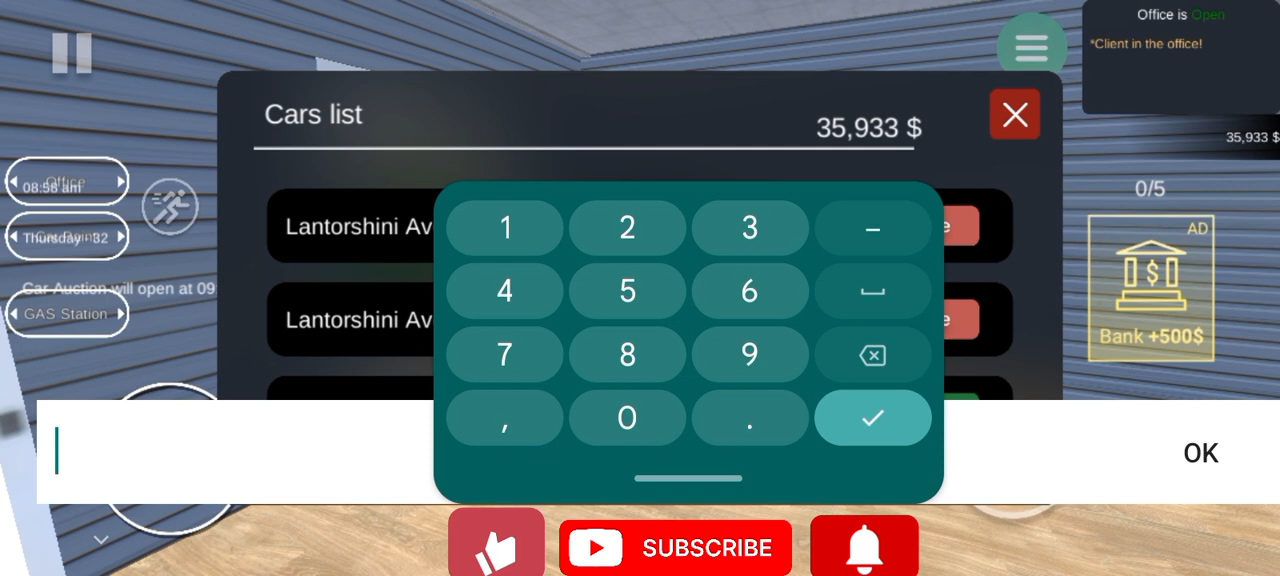 Office is Open
*Client in the office!
Cars list
35,933 $
35,933 $
Office
08:58 am
Thursday 32
Car Auction will open at 09
GAS Station
0/5
AD
$
Bank +500$
Lantorshini Av
e
Lantorshini Av
e
1 2 3 –
4 5 6
7 8 9
, 0 .
OK
SUBSCRIBE